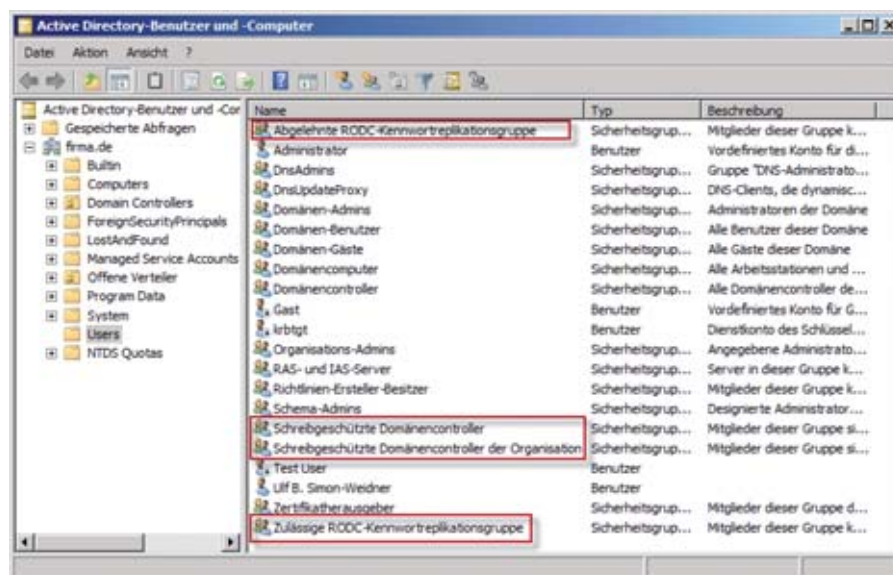 Active Directory-Benutzer und -Computer
Datei Aktion Ansicht ?
Active Directory-Benutzer und -Cor
Gespeicherte Abfragen
firma.de
Builtin
Computers
Domain Controllers
ForeignSecurityPrincipals
LostAndFound
Managed Service Accounts
Offene Verteiler
Program Data
System
Users
NTDS Quotas
Name Typ Beschreibung
Abgelehnte RODC-Kennwortreplikationsgruppe Sicherheitsgrup... Mitglieder dieser Gruppe k...
Administrator Benutzer Vordefiniertes Konto für di...
DnsAdmins Sicherheitsgrup... Gruppe "DNS-Administrato...
DnsUpdateProxy Sicherheitsgrup... DNS-Clients, die dynamisc...
Domänen-Admins Sicherheitsgrup... Administratoren der Domäne
Domänen-Benutzer Sicherheitsgrup... Alle Benutzer dieser Domäne
Domänen-Gäste Sicherheitsgrup... Alle Gäste dieser Domäne
Domänencomputer Sicherheitsgrup... Alle Arbeitsstationen und ...
Domänencontroller Sicherheitsgrup... Alle Domänencontroller de...
Gast Benutzer Vordefiniertes Konto für G...
krbtgt Benutzer Dienstkonto des Schlüssel...
Organisations-Admins Sicherheitsgrup... Angegebene Administrato...
RAS- und IAS-Server Sicherheitsgrup... Server in dieser Gruppe k...
Richtlinien-Ersteller-Besitzer Sicherheitsgrup... Mitglieder dieser Gruppe k...
Schema-Admins Sicherheitsgrup... Designierte Administrator...
Schreibgeschützte Domänencontroller Sicherheitsgrup... Mitglieder dieser Gruppe si...
Schreibgeschützte Domänencontroller der Organisation Sicherheitsgrup... Mitglieder dieser Gruppe si...
Test User Benutzer
Ulf B. Simon-Weidner Benutzer
Zertifikatherausgeber Sicherheitsgrup... Mitglieder dieser Gruppe d...
Zulässige RODC-Kennwortreplikationsgruppe Sicherheitsgrup... Mitglieder dieser Gruppe k...